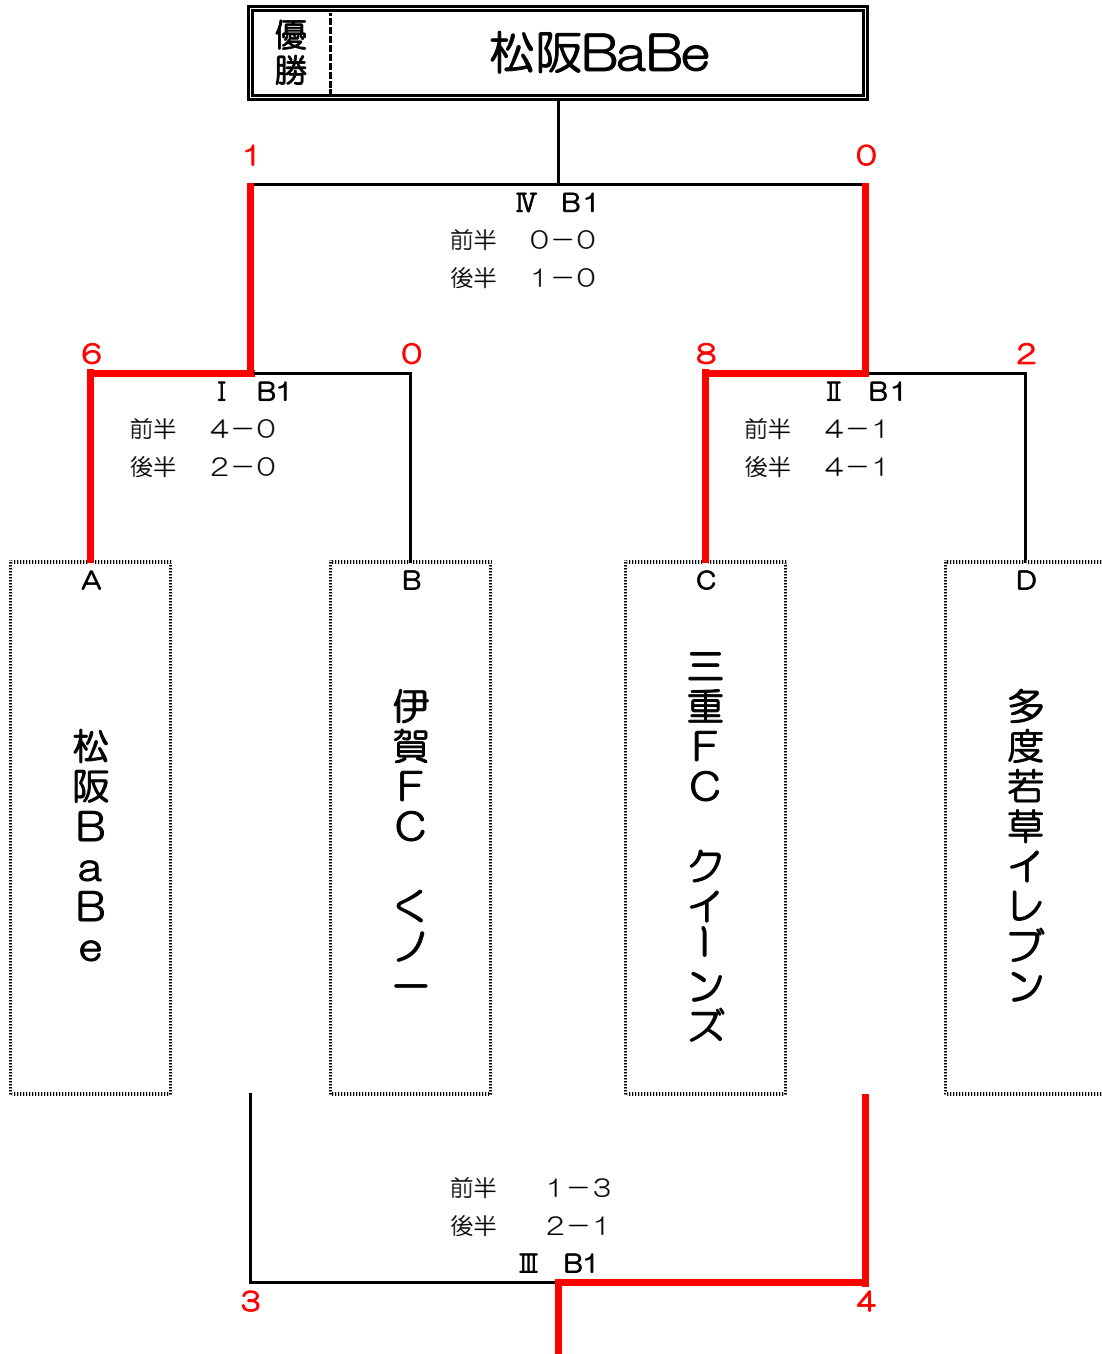 優勝 松阪BaBe
1 0
Ⅳ B1
前半 0－0
後半 1－0
6 0 8 2
Ⅰ B1 Ⅱ B1
前半 4－0 前半 4－1
後半 2－0 後半 4－1
A B C D
松阪BaBe
伊賀FC くノ一
三重FC クイーンズ
多度若草イレブン
前半 1－3
後半 2－1
Ⅲ B1
3 4